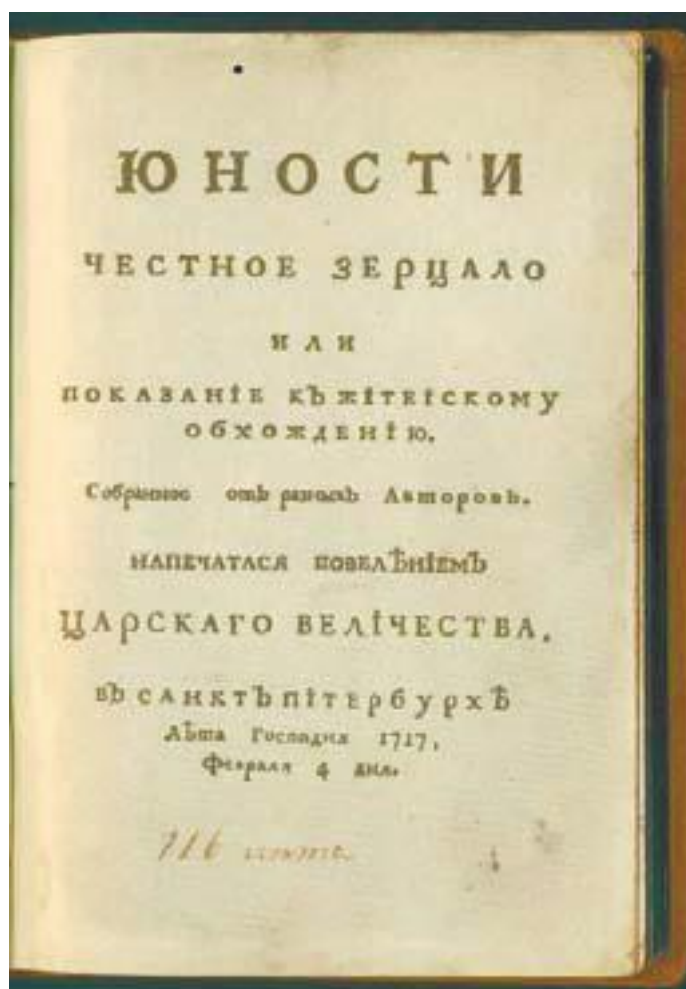 ЮНОСТИ
ЧЕСТНОЕ ЗЕРЦАЛО
ИЛИ
ПОКАЗАНІЕ КЪ ЖІТЕІСКОМУ
ОБХОЖДЕНІЮ.
Собранное отъ разныхъ Авторовъ.
НАПЕЧАТАСЯ ПОВЕЛѢНІЕМЪ
ЦАРСКАГО ВЕЛІЧЕСТВА,
ВЪ САНКТЪПІТЕРБУРХѢ
Лѣта Господня 1717,
Февраля 4 дня.